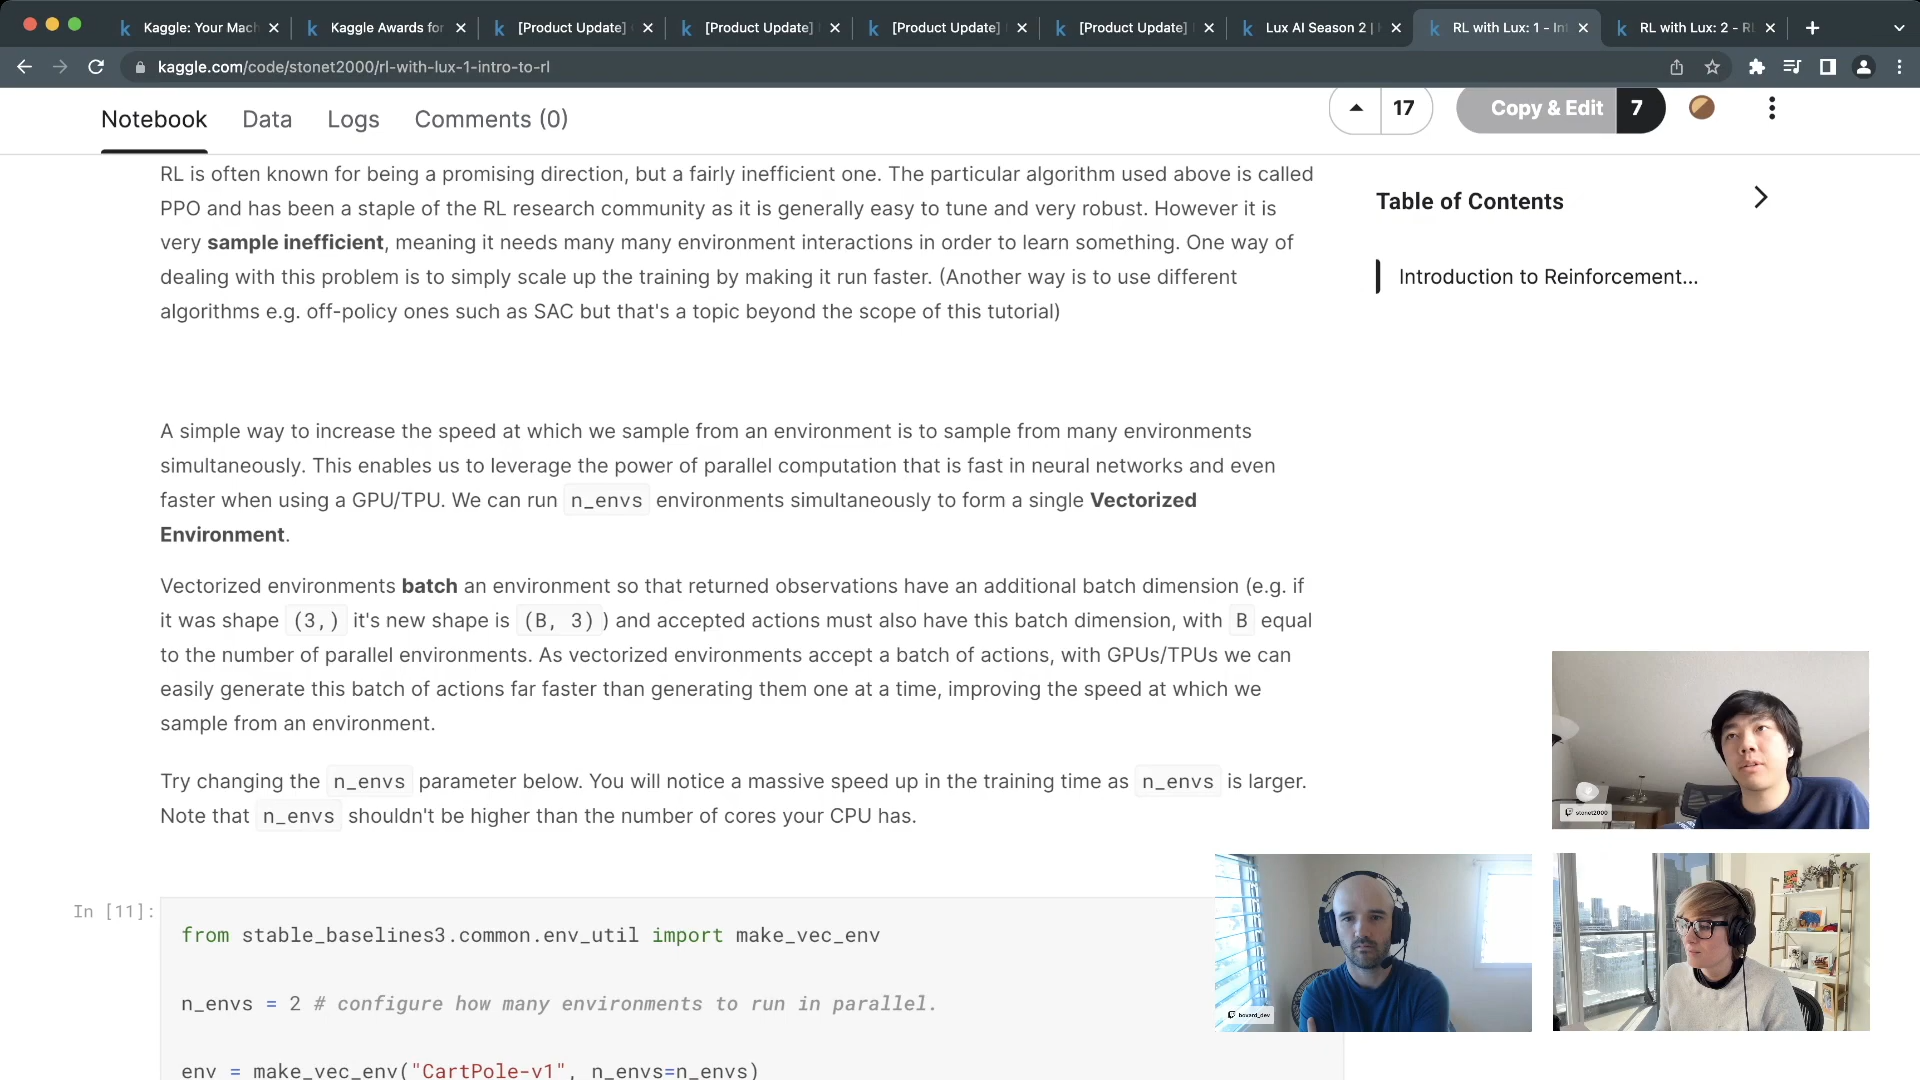 Kaggle: Your Mach
Kaggle Awards for
[Product Update]
[Product Update]
[Product Update]
[Product Update]
Lux AI Season 2 |
RL with Lux: 1 - Int
RL with Lux: 2 - RL
kaggle.com/code/stonet2000/rl-with-lux-1-intro-to-rl
Notebook
Data
Logs
Comments (0)
17
Copy & Edit
7
RL is often known for being a promising direction, but a fairly inefficient one. The particular algorithm used above is called
PPO and has been a staple of the RL research community as it is generally easy to tune and very robust. However it is
very sample inefficient, meaning it needs many many environment interactions in order to learn something. One way of
dealing with this problem is to simply scale up the training by making it run faster. (Another way is to use different
algorithms e.g. off-policy ones such as SAC but that's a topic beyond the scope of this tutorial)
Table of Contents
Introduction to Reinforcement...
A simple way to increase the speed at which we sample from an environment is to sample from many environments
simultaneously. This enables us to leverage the power of parallel computation that is fast in neural networks and even
faster when using a GPU/TPU. We can run n_envs environments simultaneously to form a single Vectorized
Environment.
Vectorized environments batch an environment so that returned observations have an additional batch dimension (e.g. if
it was shape (3,) it's new shape is (B, 3) ) and accepted actions must also have this batch dimension, with B equal
to the number of parallel environments. As vectorized environments accept a batch of actions, with GPUs/TPUs we can
easily generate this batch of actions far faster than generating them one at a time, improving the speed at which we
sample from an environment.
Try changing the n_envs parameter below. You will notice a massive speed up in the training time as n_envs is larger.
Note that n_envs shouldn't be higher than the number of cores your CPU has.
In [11]:
from stable_baselines3.common.env_util import make_vec_env
n_envs = 2 # configure how many environments to run in parallel.
env = make_vec_env("CartPole-v1", n_envs=n_envs)
stonet2000
bovard_dev